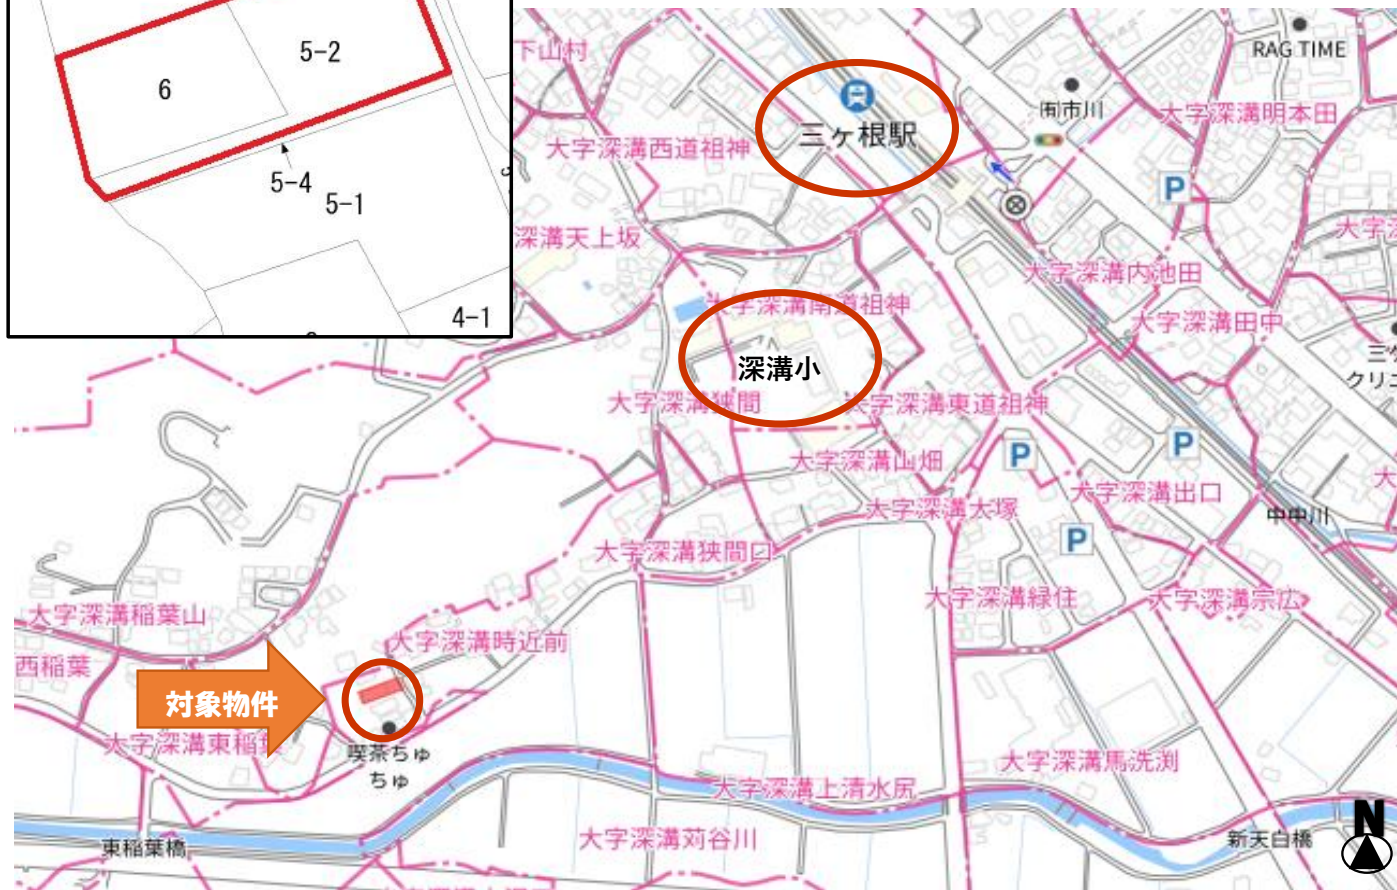 6
5-2
5-4
5-1
4-1
下山村
RAG TIME
㈲市川
大字深溝明本田
三ヶ根駅
大字深溝西道祖神
P
深溝天上坂
大字深溝内池田
大字深溝南道祖神
大字深溝田中
深溝小
大字深溝狭間
大字深溝東道祖神
P
P
大字深溝山畑
大字深溝出口
大字深溝大塚
中中川
P
大字深溝狭間口
大字深溝緑住
大字深溝宗広
大字深溝稲葉山
大字深溝時近前
西稲葉
対象物件
大字深溝東稲葉
喫茶ちゅ
ちゅ
大字深溝馬洗渕
大字深溝上清水尻
大字深溝苅谷川
東稲葉橋
新天白橋
N